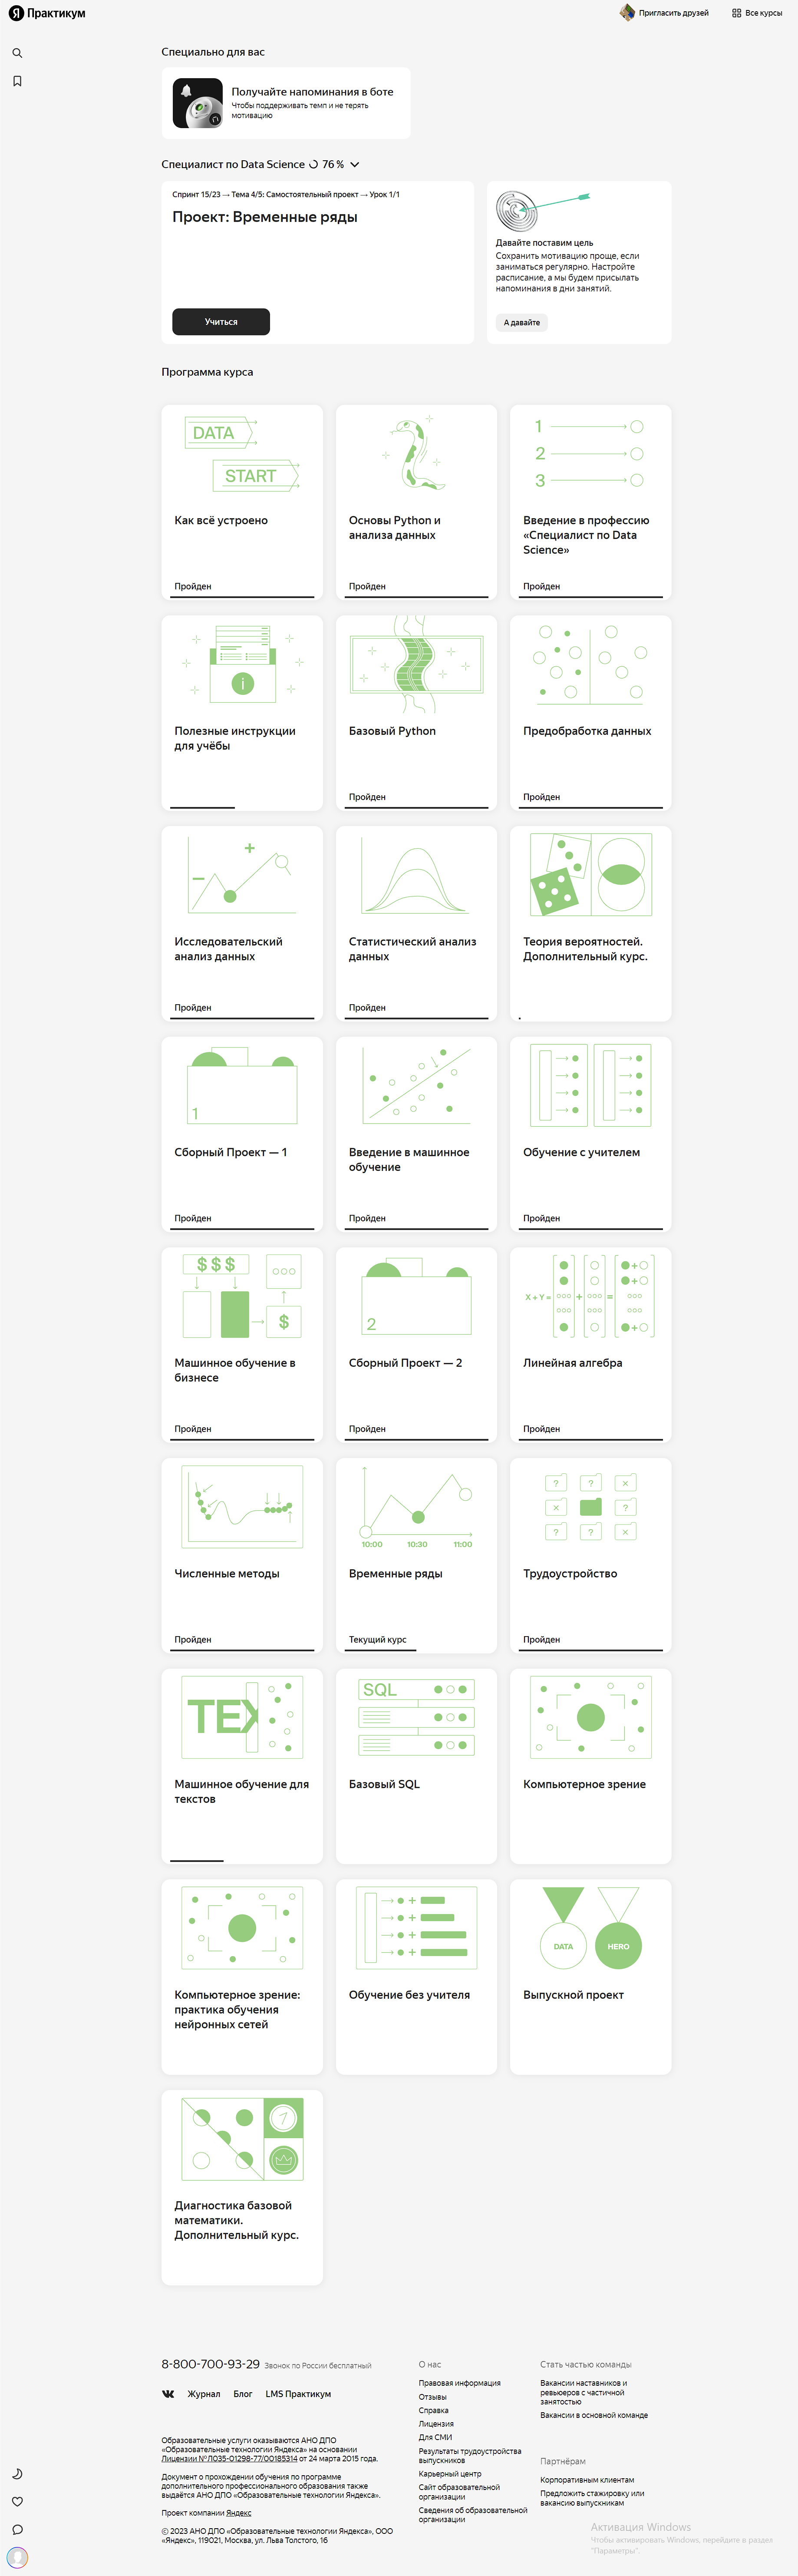 Я Практикум
Пригласить друзей
Все курсы
Специально для вас
Получайте напоминания в боте
Чтобы поддерживать темп и не терять
мотивацию
Специалист по Data Science 76 %
Спринт 15/23 → Тема 4/5: Самостоятельный проект → Урок 1/1
Проект: Временные ряды
Учиться
Давайте поставим цель
Сохранить мотивацию проще, если
заниматься регулярно. Настройте
расписание, а мы будем присылать
напоминания в дни занятий.
А давайте
Программа курса
DATA
START
Как всё устроено
Пройден
Основы Python и
анализа данных
Пройден
1
2
3
Введение в профессию
«Специалист по Data
Science»
Пройден
i
Полезные инструкции
для учёбы
Базовый Python
Пройден
Предобработка данных
Пройден
− +
Исследовательский
анализ данных
Пройден
Статистический анализ
данных
Пройден
Теория вероятностей.
Дополнительный курс.
1
Сборный Проект — 1
Пройден
Введение в машинное
обучение
Пройден
Обучение с учителем
Пройден
$ $ $
$
Машинное обучение в
бизнесе
Пройден
2
Сборный Проект — 2
Пройден
X + Y = + =
Линейная алгебра
Пройден
Численные методы
Пройден
10:00 10:30 11:00
Временные ряды
Текущий курс
? ? ×
× ?
? ? ×
Трудоустройство
Пройден
TEX
Машинное обучение для
текстов
SQL
Базовый SQL
Компьютерное зрение
Компьютерное зрение:
практика обучения
нейронных сетей
Обучение без учителя
DATA HERO
Выпускной проект
Диагностика базовой
математики.
Дополнительный курс.
8-800-700-93-29 Звонок по России бесплатный
Журнал Блог LMS Практикум
Образовательные услуги оказываются АНО ДПО
«Образовательные технологии Яндекса» на основании
Лицензии № Л035-01298-77/00185314 от 24 марта 2015 года.
Документ о прохождении обучения по программе
дополнительного профессионального образования также
выдаётся АНО ДПО «Образовательные технологии Яндекса».
Проект компании Яндекс
© 2023 АНО ДПО «Образовательные технологии Яндекса», ООО
«Яндекс», 119021, Москва, ул. Льва Толстого, 16
О нас
Правовая информация
Отзывы
Справка
Лицензия
Для СМИ
Результаты трудоустройства
выпускников
Карьерный центр
Сайт образовательной
организации
Сведения об образовательной
организации
Стать частью команды
Вакансии наставников и
ревьюеров с частичной
занятостью
Вакансии в основной команде
Партнёрам
Корпоративным клиентам
Предложить стажировку или
вакансию выпускникам
Активация Windows
Чтобы активировать Windows, перейдите в раздел
"Параметры".